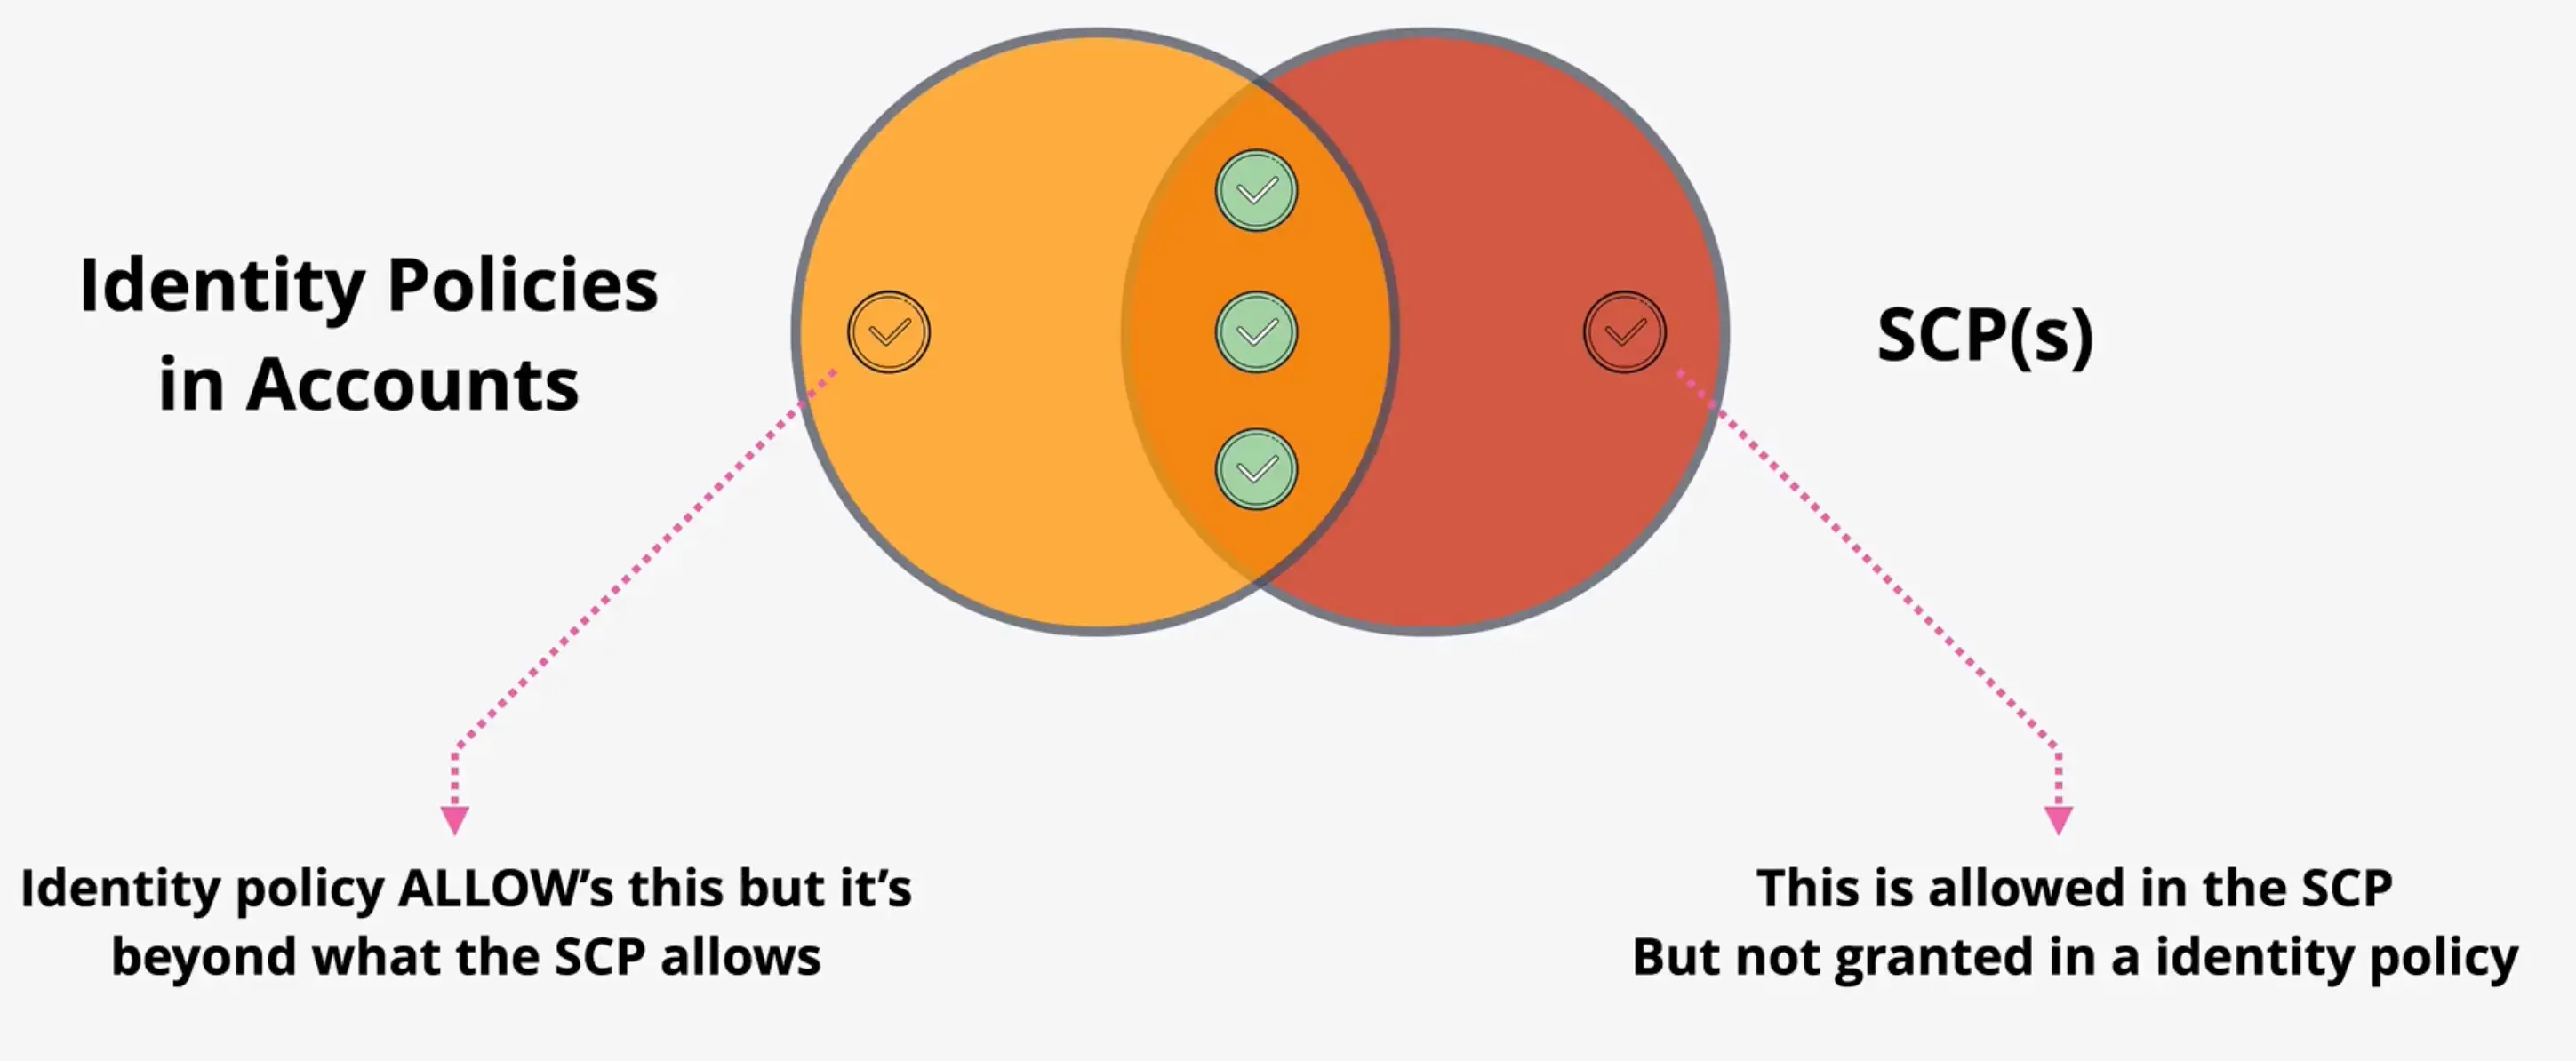 Identity Policies
in Accounts
SCP(s)
Identity policy ALLOW’s this but it’s
beyond what the SCP allows
This is allowed in the SCP
But not granted in a identity policy